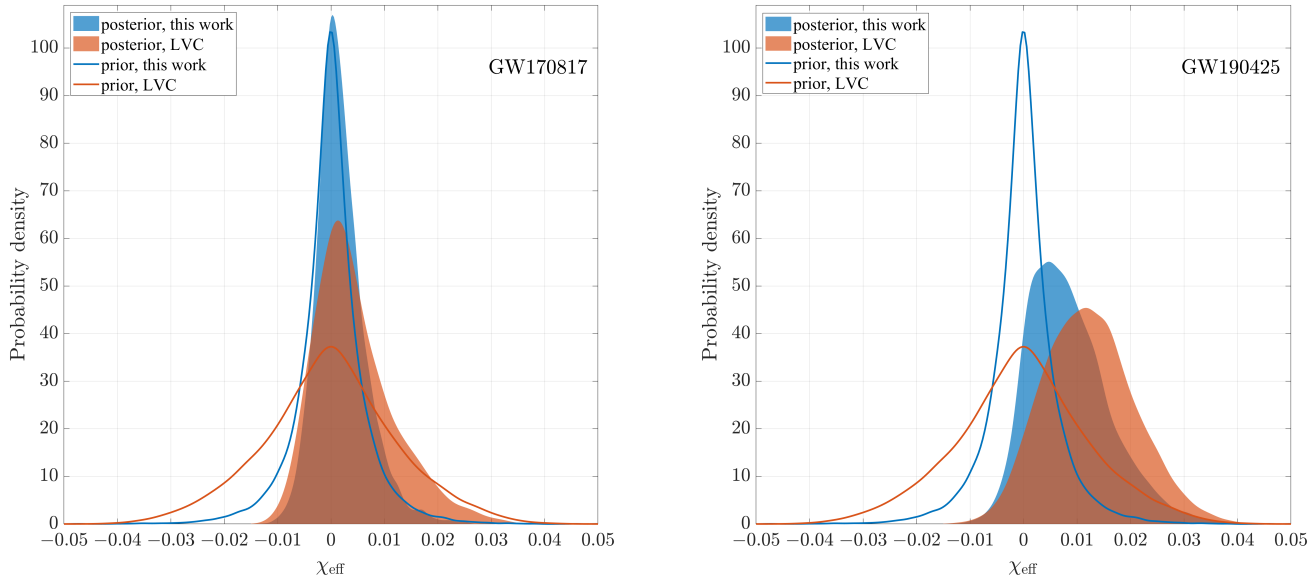 posterior, this work
posterior, LVC
prior, this work
prior, LVC
GW170817
100
90
80
70
60
50
40
30
20
10
0
Probability density
−0.05 −0.04 −0.03 −0.02 −0.01 0 0.01 0.02 0.03 0.04 0.05
χeff
posterior, this work
posterior, LVC
prior, this work
prior, LVC
GW190425
100
90
80
70
60
50
40
30
20
10
0
Probability density
−0.05 −0.04 −0.03 −0.02 −0.01 0 0.01 0.02 0.03 0.04 0.05
χeff